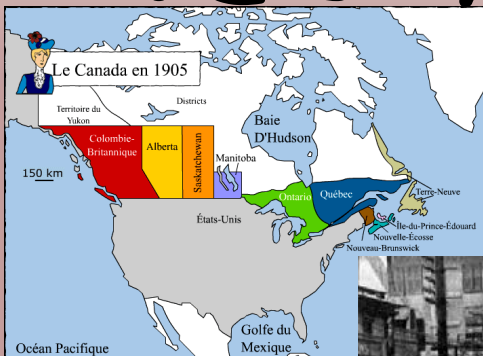 Le Canada en 1905
Territoire du
Yukon
Districts
Baie
D'Hudson
Colombie-
Britannique
Alberta
Saskatchewan
Manitoba
150 km
Ontario
Québec
Terre-Neuve
États-Unis
Île-du-Prince-Édouard
Nouvelle-Écosse
Nouveau-Brunswick
Golfe du
Mexique
Océan Pacifique